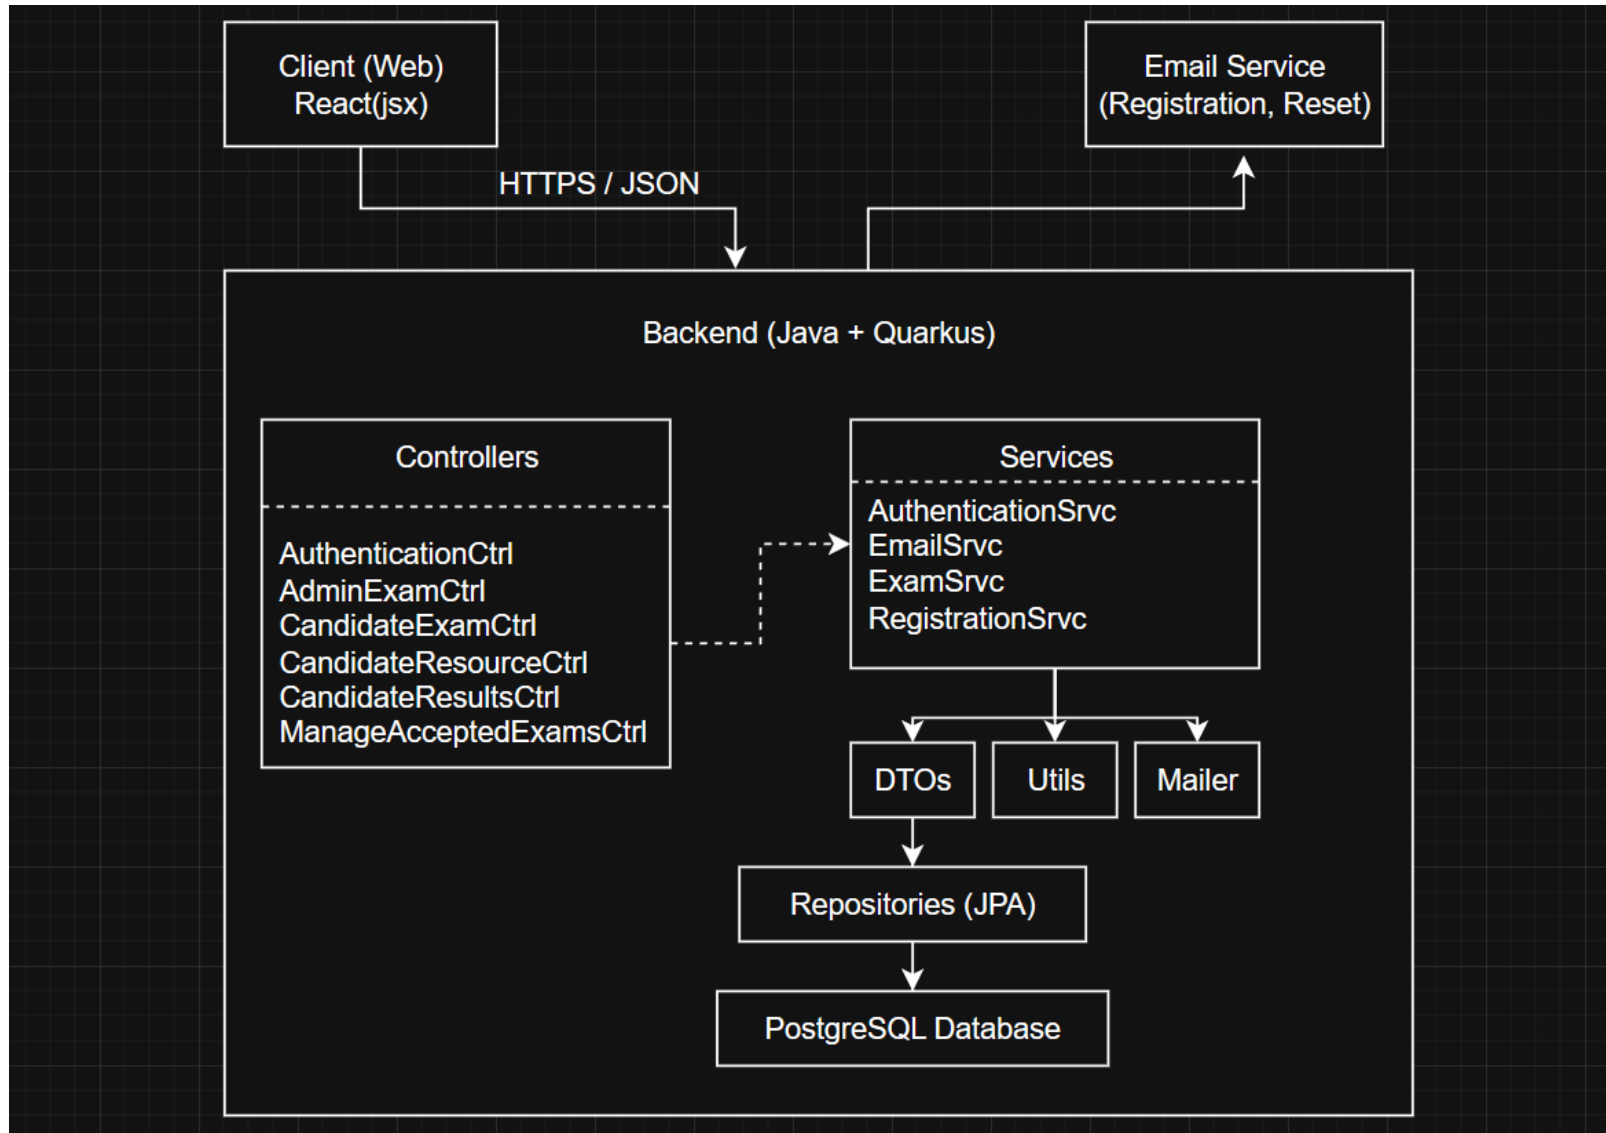 Client (Web)
React(jsx)
Email Service
(Registration, Reset)
HTTPS / JSON
Backend (Java + Quarkus)
Controllers
AuthenticationCtrl
AdminExamCtrl
CandidateExamCtrl
CandidateResourceCtrl
CandidateResultsCtrl
ManageAcceptedExamsCtrl
Services
AuthenticationSrvc
EmailSrvc
ExamSrvc
RegistrationSrvc
DTOs
Utils
Mailer
Repositories (JPA)
PostgreSQL Database